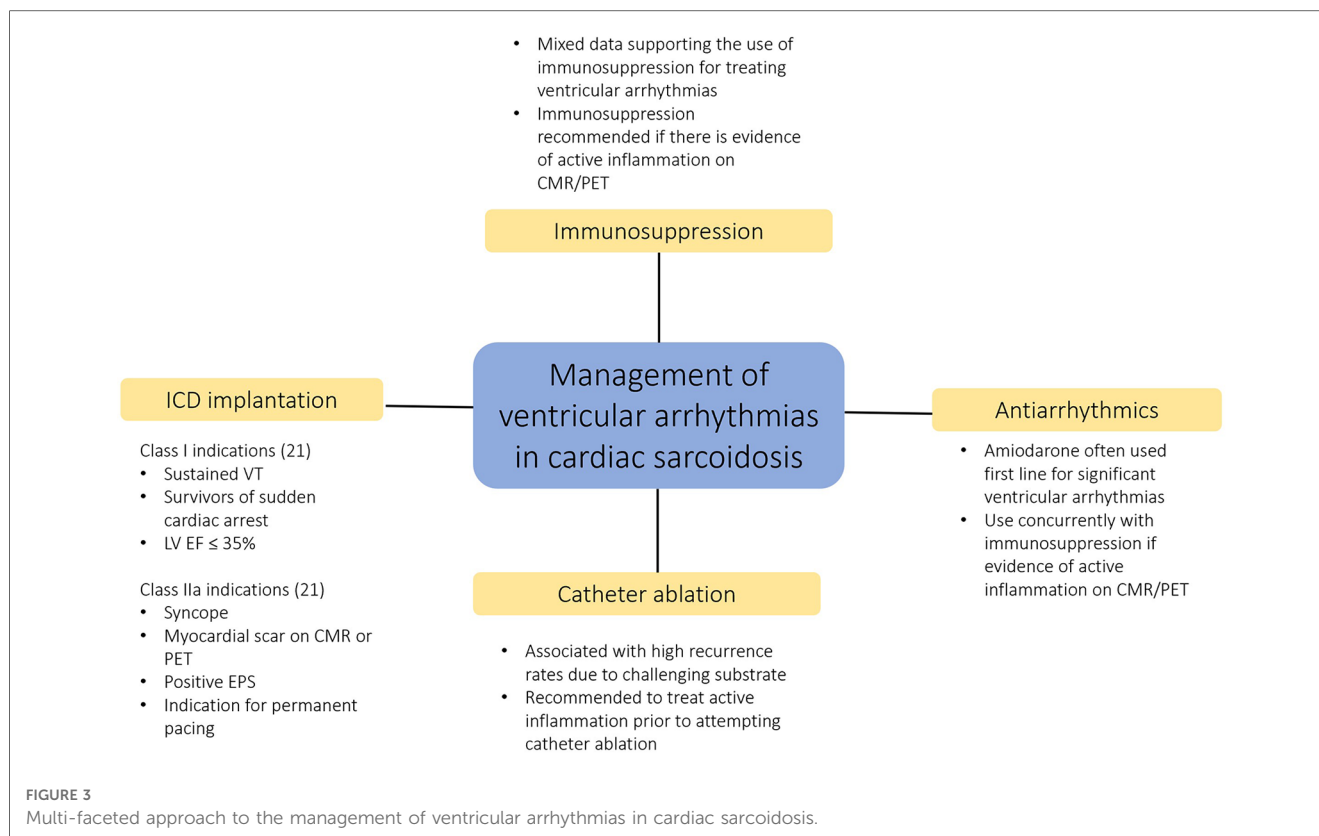 • Mixed data supporting the use of
immunosuppression for treating
ventricular arrhythmias
• Immunosuppression
recommended if there is evidence
of active inflammation on
CMR/PET
Immunosuppression
Management of
ventricular arrhythmias
in cardiac sarcoidosis
ICD implantation
Class I indications (21)
• Sustained VT
• Survivors of sudden
cardiac arrest
• LV EF ≤ 35%
Class IIa indications (21)
• Syncope
• Myocardial scar on CMR or
PET
• Positive EPS
• Indication for permanent
pacing
Catheter ablation
• Associated with high recurrence
rates due to challenging substrate
• Recommended to treat active
inflammation prior to attempting
catheter ablation
Antiarrhythmics
• Amiodarone often used
first line for significant
ventricular arrhythmias
• Use concurrently with
immunosuppression if
evidence of active
inflammation on CMR/PET
FIGURE 3
Multi-faceted approach to the management of ventricular arrhythmias in cardiac sarcoidosis.